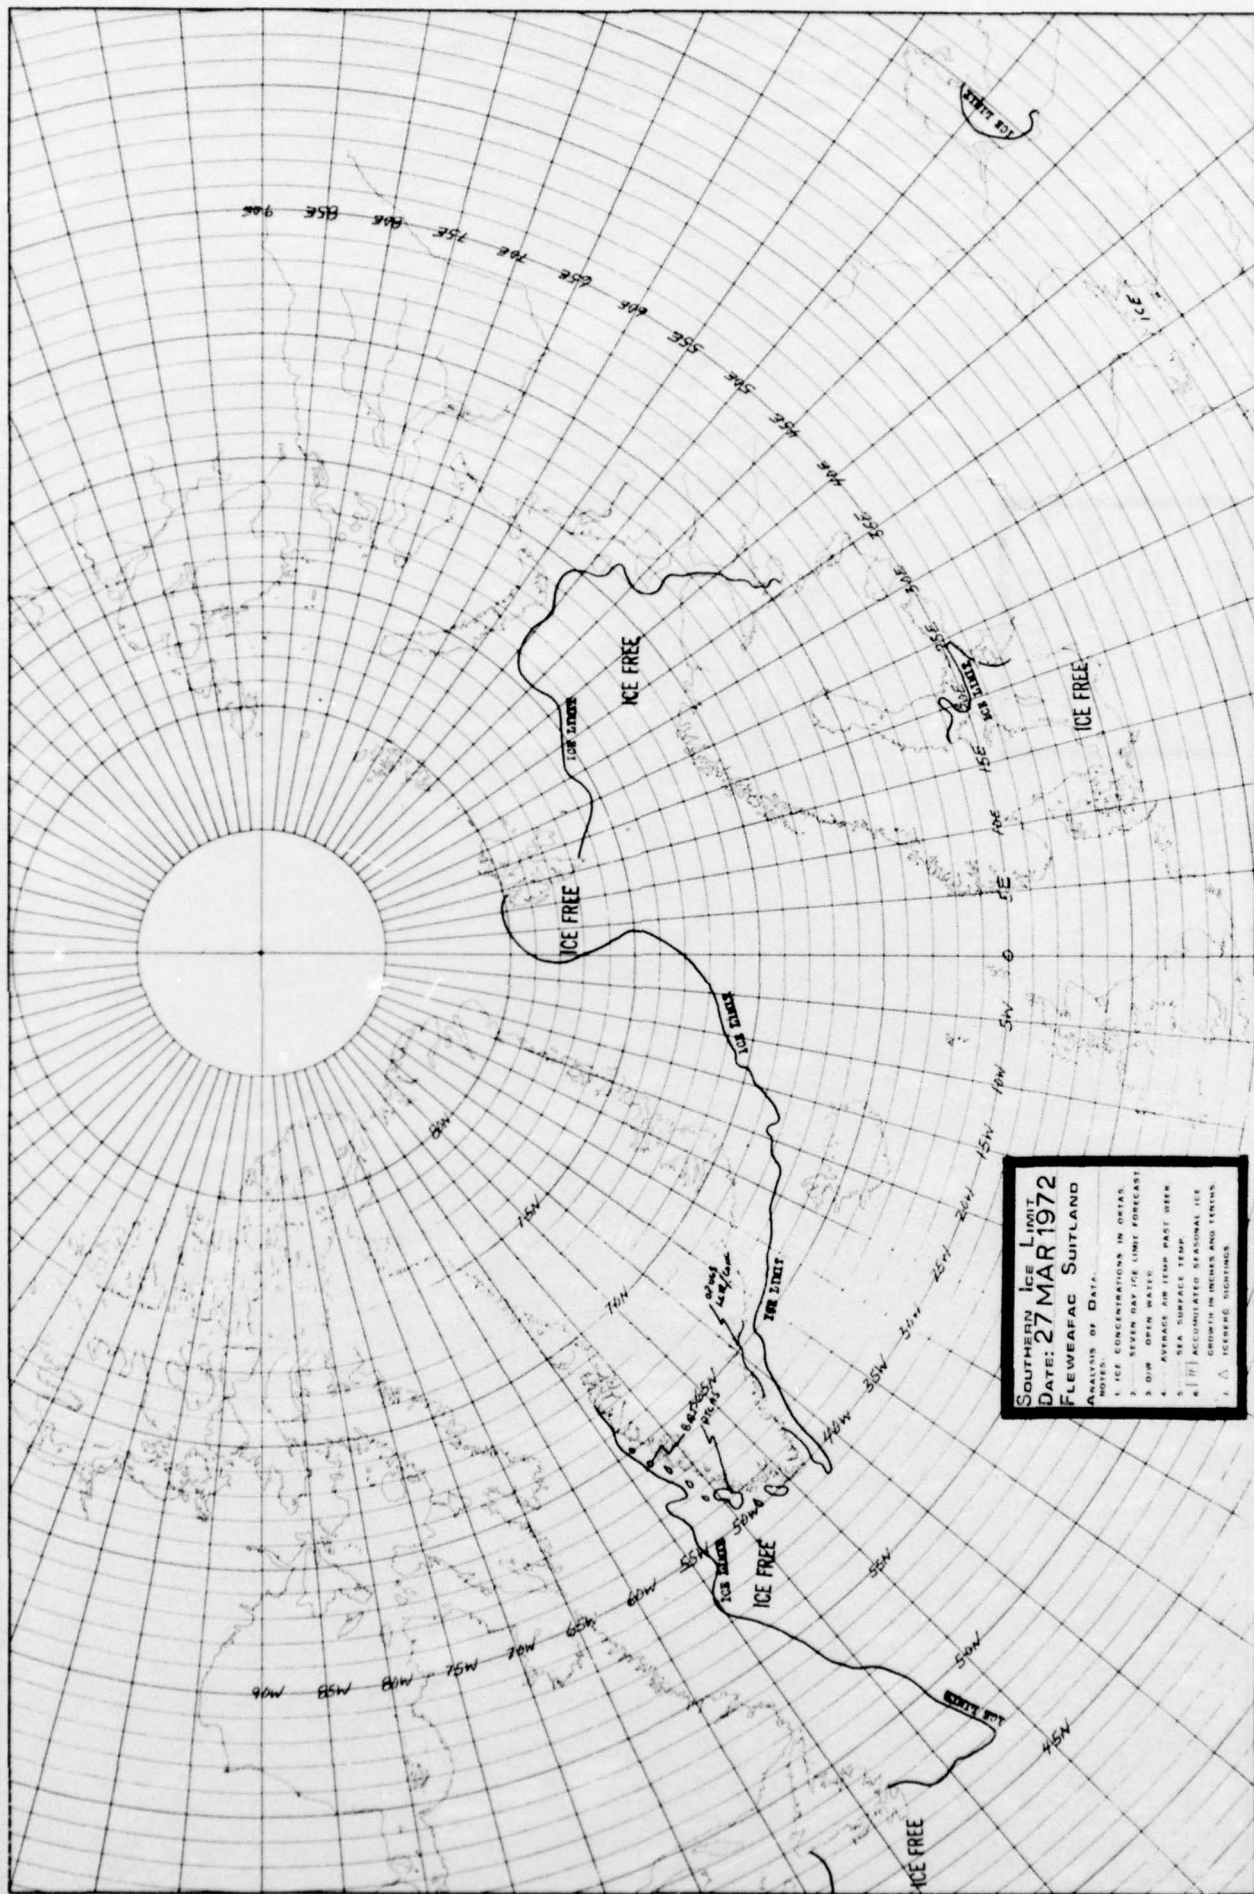 SOUTHERN ICE LIMIT
DATE: 27 MAR 1972
FLEWEAFAC SUITLAND
ANALYSIS OF DATA:
NOTES:
1. ICE CONCENTRATIONS IN OKTAS.
2. SEVEN DAY ICE LIMIT FORECAST
3. O/W OPEN WATER
4. AVERAGE AIR TEMP PAST WEEK
5. SEA SURFACE TEMP
6. ACCUMULATED SEASONAL ICE
GROWTH IN INCHES AND TENTHS.
7. △ ICEBERG SIGHTINGS
90E
85E
80E
75E
70E
65E
60E
55E
50E
45E
40E
35E
30E
25E
20E
15E
10E
5E
0
5W
10W
15W
20W
25W
30W
35W
40W
50W
55W
60W
65W
70W
75W
80W
85W
90W
80N
75N
70N
65N
55N
50N
45N
ICE LIMIT
ICE
ICE FREE
ICE LIMIT
ICE LIMIT
ICE FREE
ICE FREE
ICE LIMIT
ICE LIMIT
ICE LIMIT
ICE FREE
ICE LIMIT
ICE FREE